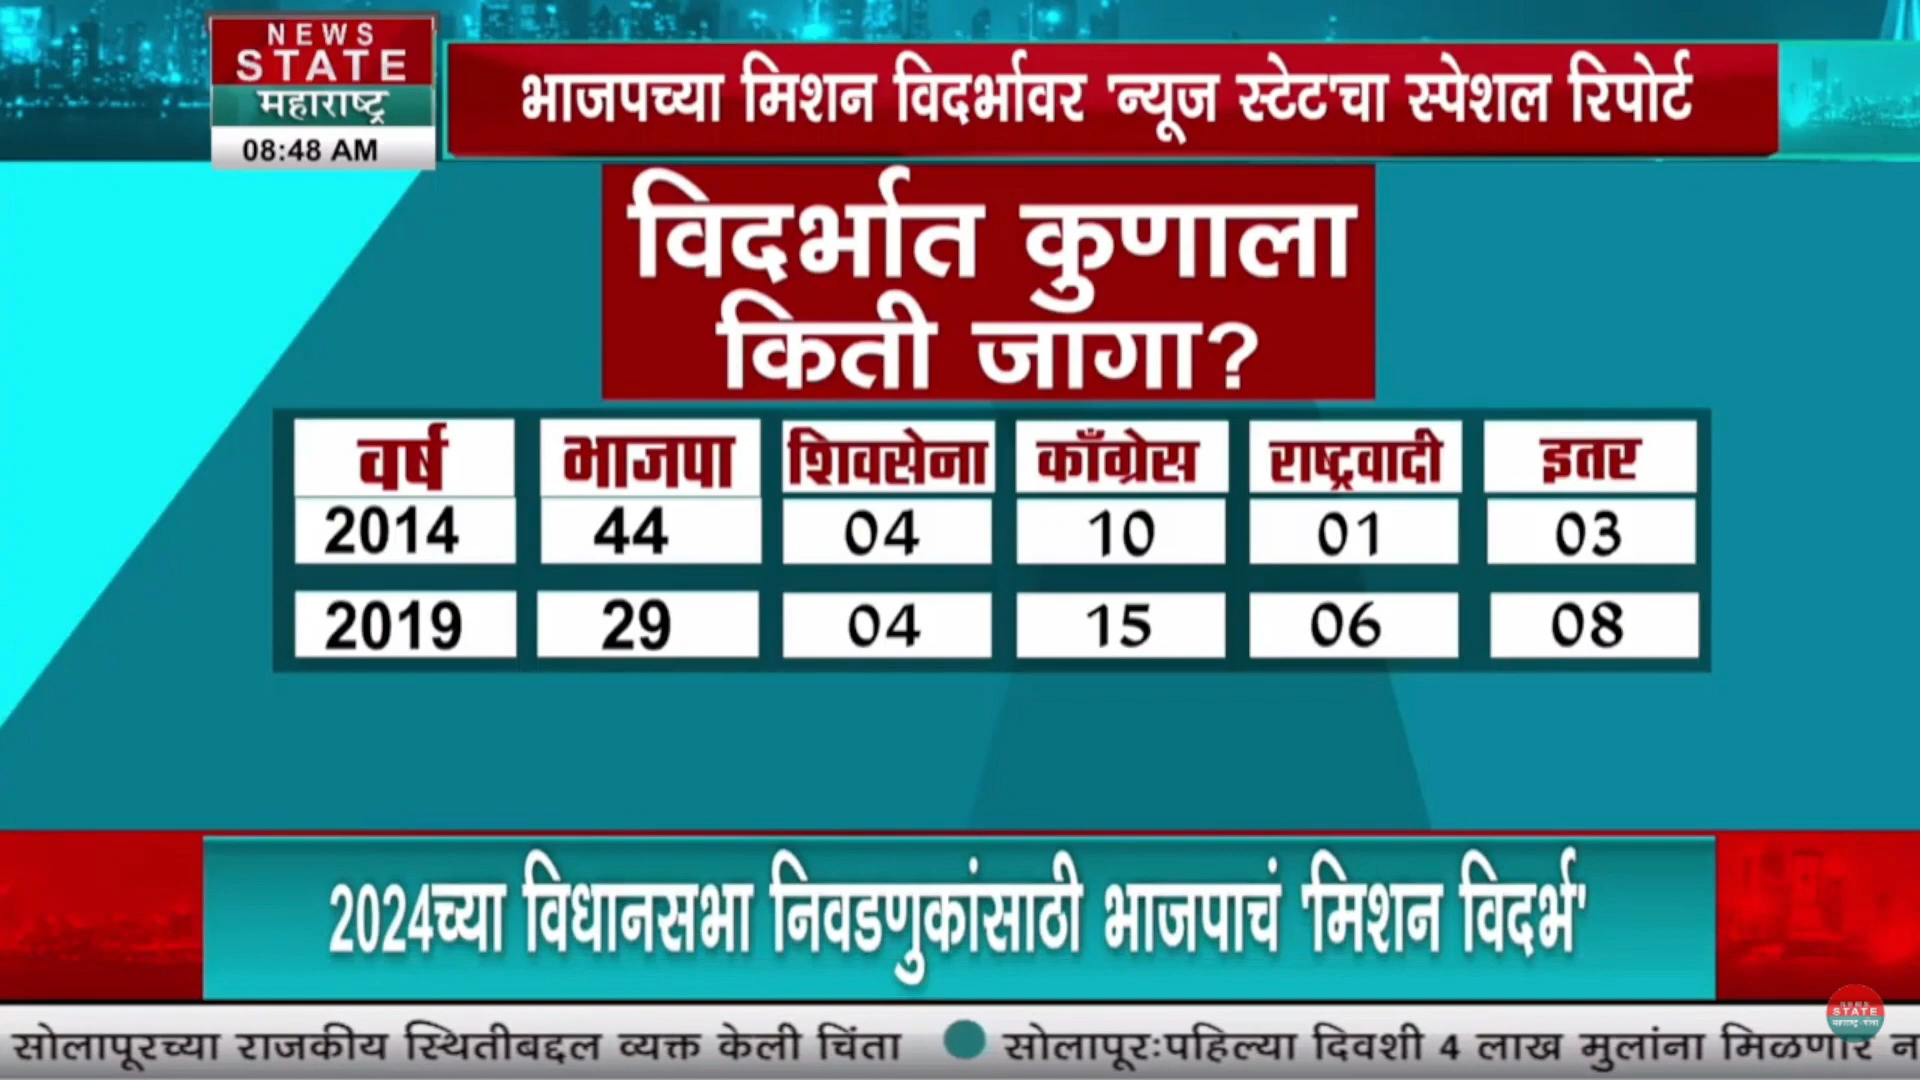 NEWS
STATE
महाराष्ट्र
08:48 AM
भाजपच्या मिशन विदर्भावर 'न्यूज स्टेट'चा स्पेशल रिपोर्ट
विदर्भात कुणाला
किती जागा?
वर्ष भाजपा शिवसेना काँग्रेस राष्ट्रवादी इतर
2014 44 04 10 01 03
2019 29 04 15 06 08
2024च्या विधानसभा निवडणुकांसाठी भाजपाचं 'मिशन विदर्भ'
NEWS
STATE
सोलापूरच्या राजकीय स्थितीबद्दल व्यक्त केली चिंता सोलापूर:पहिल्या दिवशी 4 लाख मुलांना मिळणार